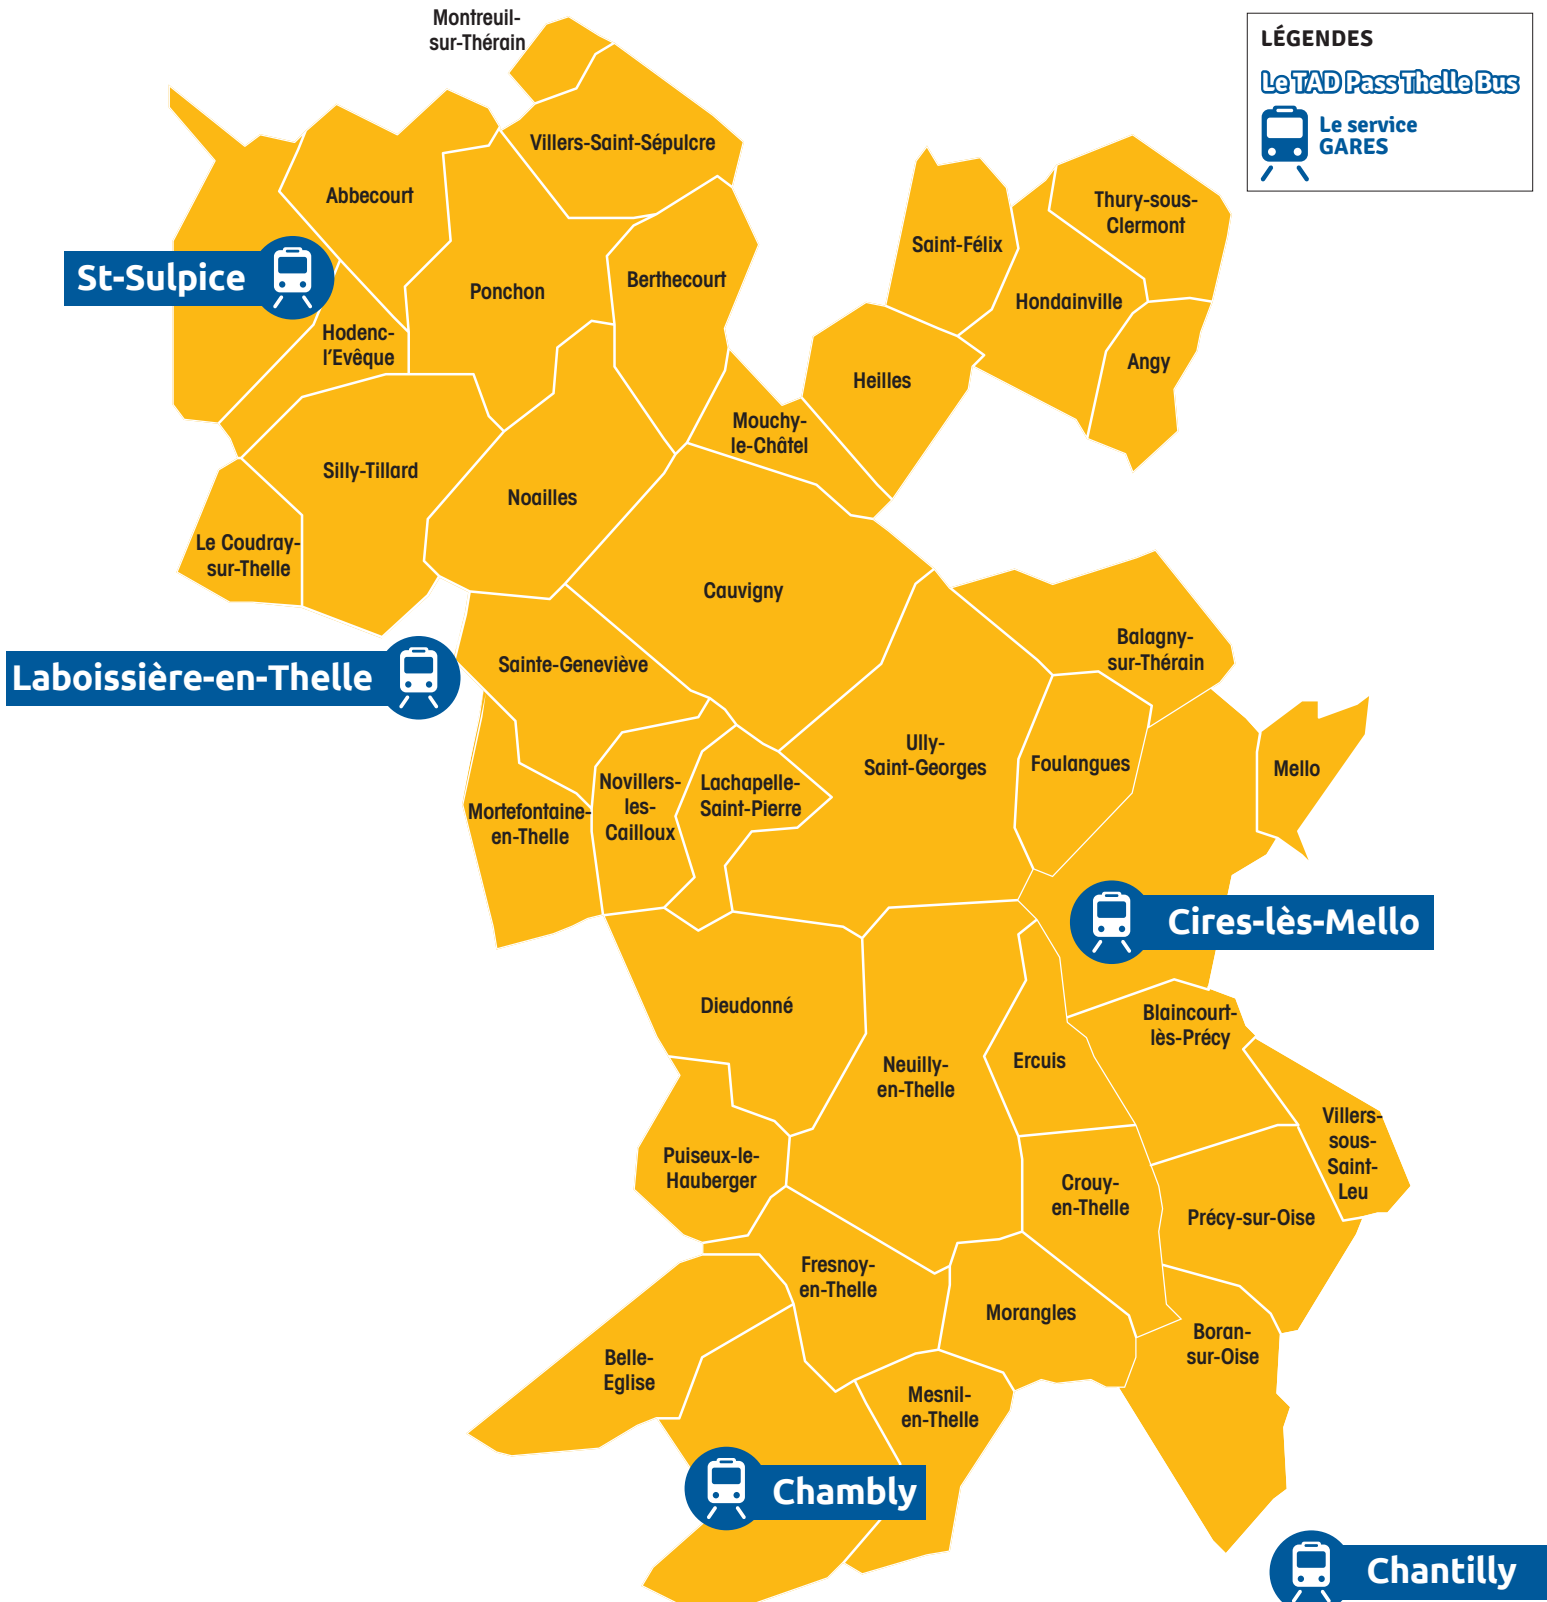 Montreuil-
sur-Thérain
LÉGENDES
Le TAD Pass Thelle Bus
Le service
GARES
Villers-Saint-Sépulcre
Abbecourt
Thury-sous-
Clermont
Saint-Félix
St-Sulpice
Ponchon
Berthecourt
Hondainville
Hodenc-
l'Evêque
Angy
Heilles
Mouchy-
le-Châtel
Silly-Tillard
Noailles
Le Coudray-
sur-Thelle
Cauvigny
Balagny-
sur-Thérain
Sainte-Geneviève
Laboissière-en-Thelle
Ully-
Saint-Georges
Foulangues
Mello
Novillers-
les-
Cailloux
Lachapelle-
Saint-Pierre
Mortefontaine-
en-Thelle
Cires-lès-Mello
Dieudonné
Blaincourt-
lès-Précy
Neuilly-
en-Thelle
Ercuis
Villers-
sous-
Saint-
Leu
Puiseux-le-
Hauberger
Crouy-
en-Thelle
Précy-sur-Oise
Fresnoy-
en-Thelle
Morangles
Boran-
sur-Oise
Belle-
Eglise
Mesnil-
en-Thelle
Chambly
Chantilly